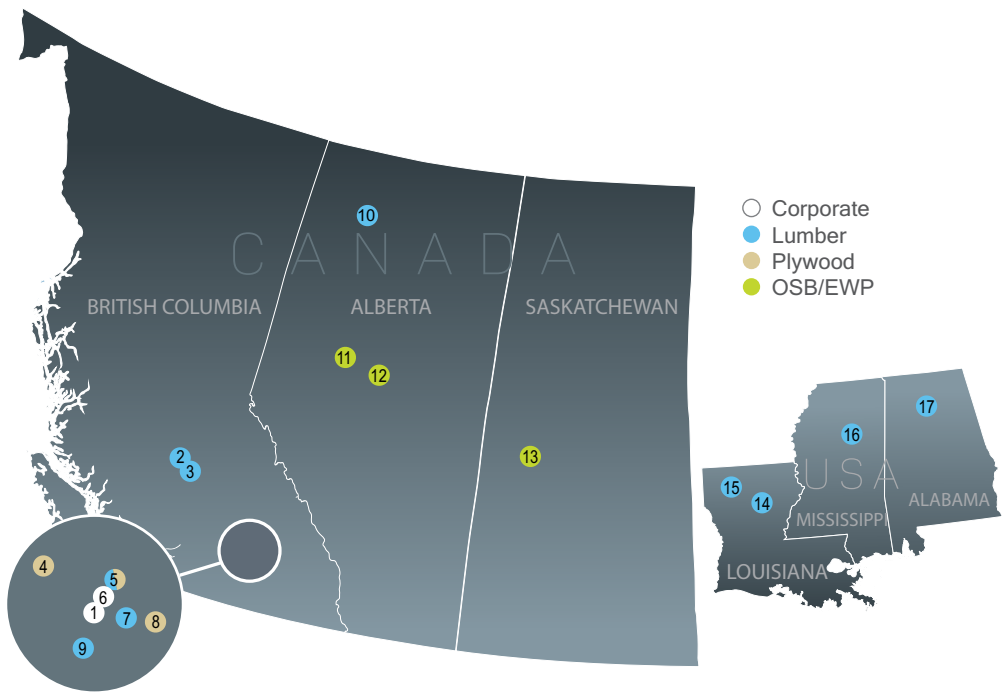 10
Corporate
Lumber
Plywood
OSB/EWP
CANADA
BRITISH COLUMBIA
ALBERTA
SASKATCHEWAN
11
12
17
16
2
3
13
USA
15
14
ALABAMA
MISSISSIPPI
LOUISIANA
4
5
6
1
7
8
9